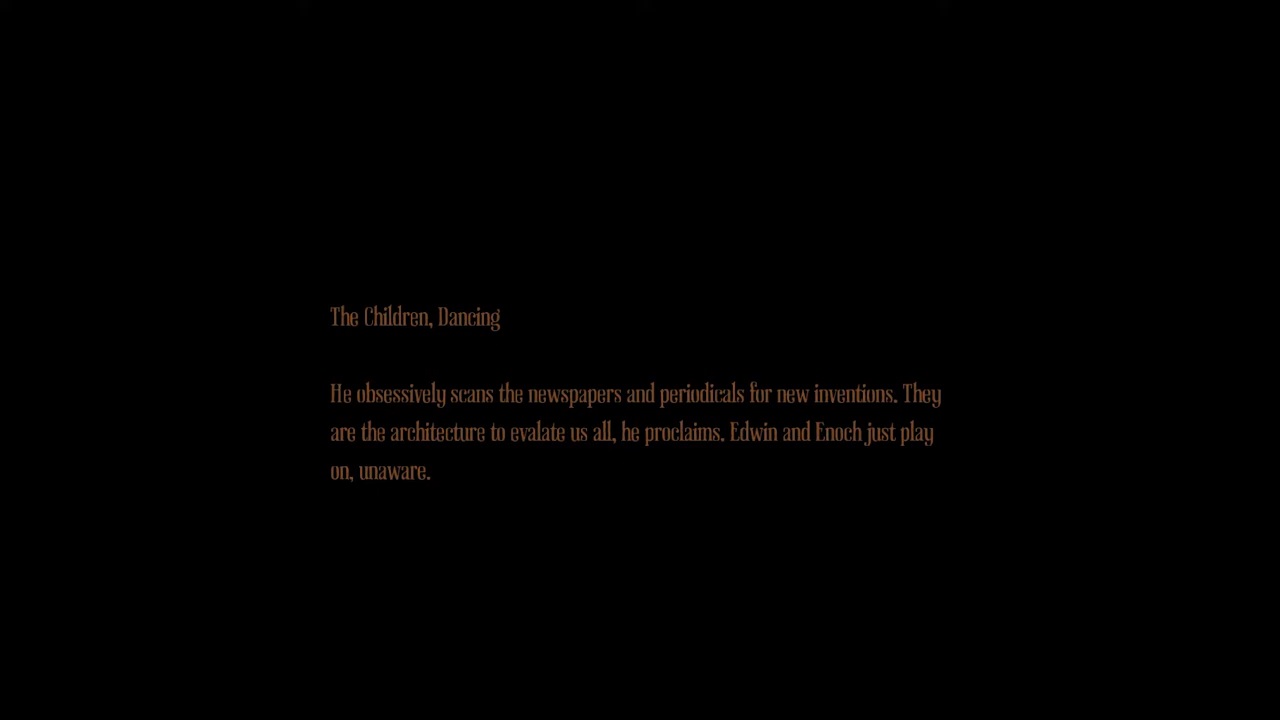 The Children, Dancing
He obsessively scans the newspapers and periodicals for new inventions. They
are the architecture to evalate us all, he proclaims. Edwin and Enoch just play
on, unaware.